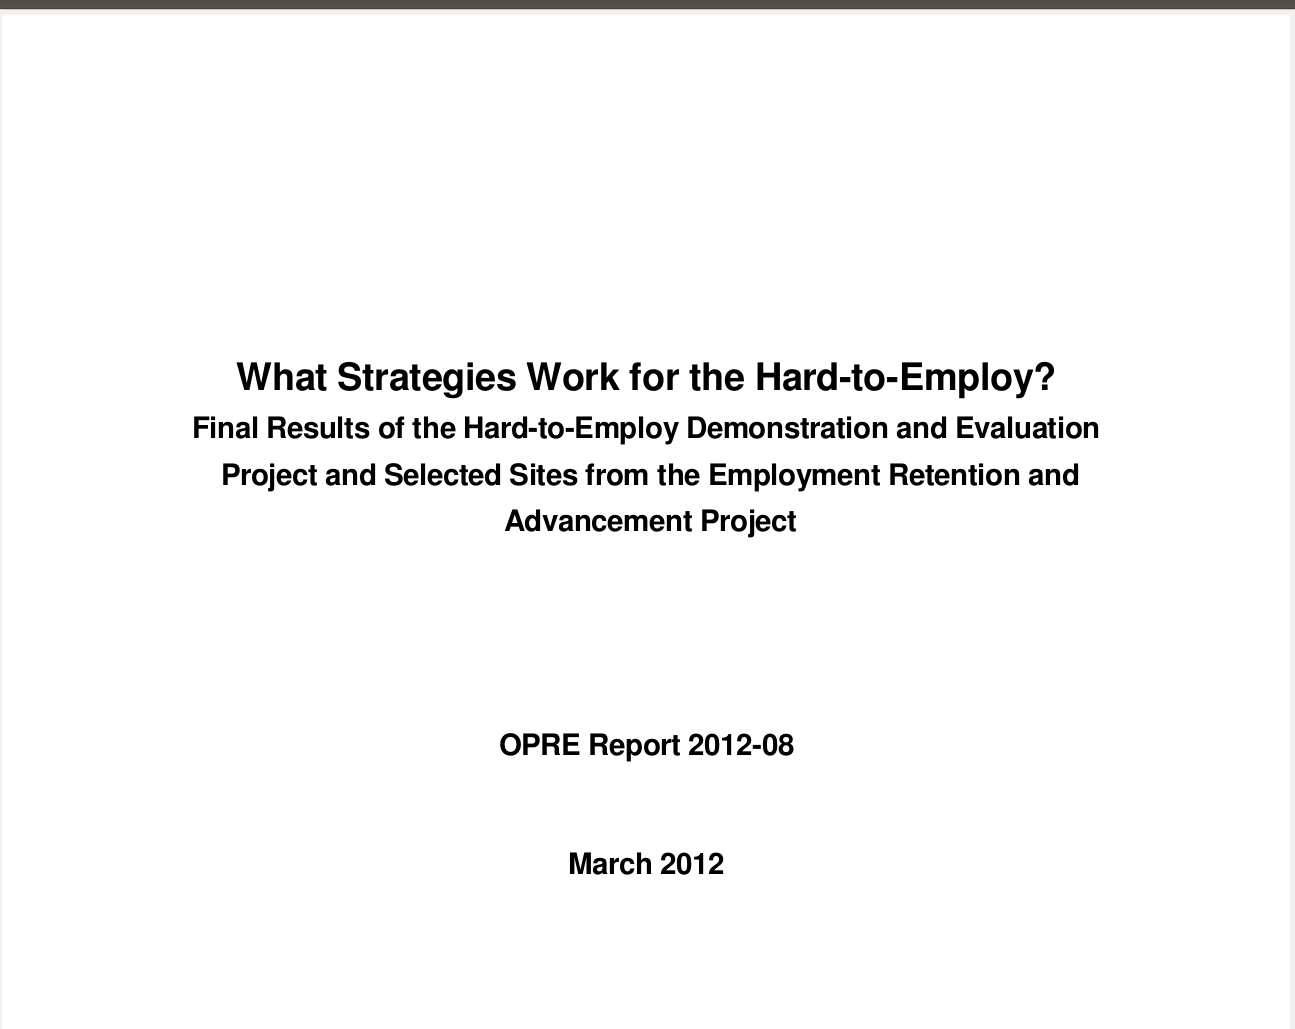 What Strategies Work for the Hard-to-Employ?
Final Results of the Hard-to-Employ Demonstration and Evaluation
Project and Selected Sites from the Employment Retention and
Advancement Project
OPRE Report 2012-08
March 2012